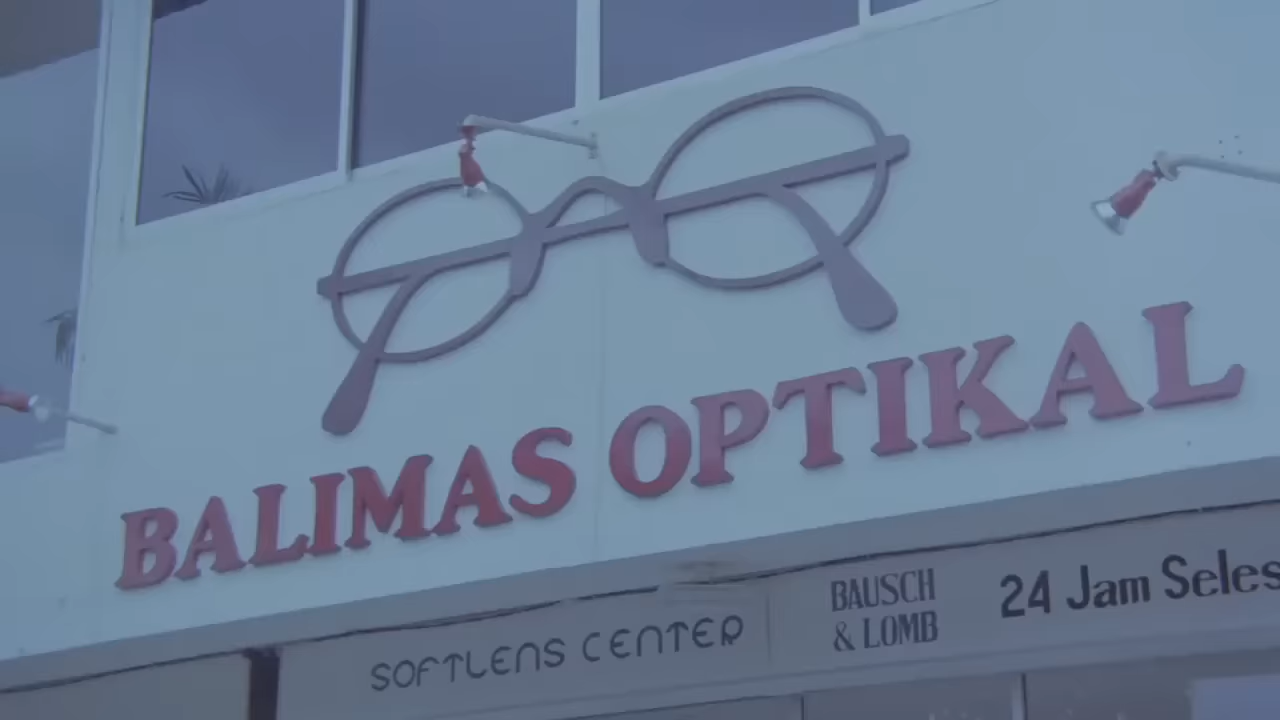 BALIMAS OPTIKAL
SOFTLENS CENTER
BAUSCH
& LOMB
24 Jam